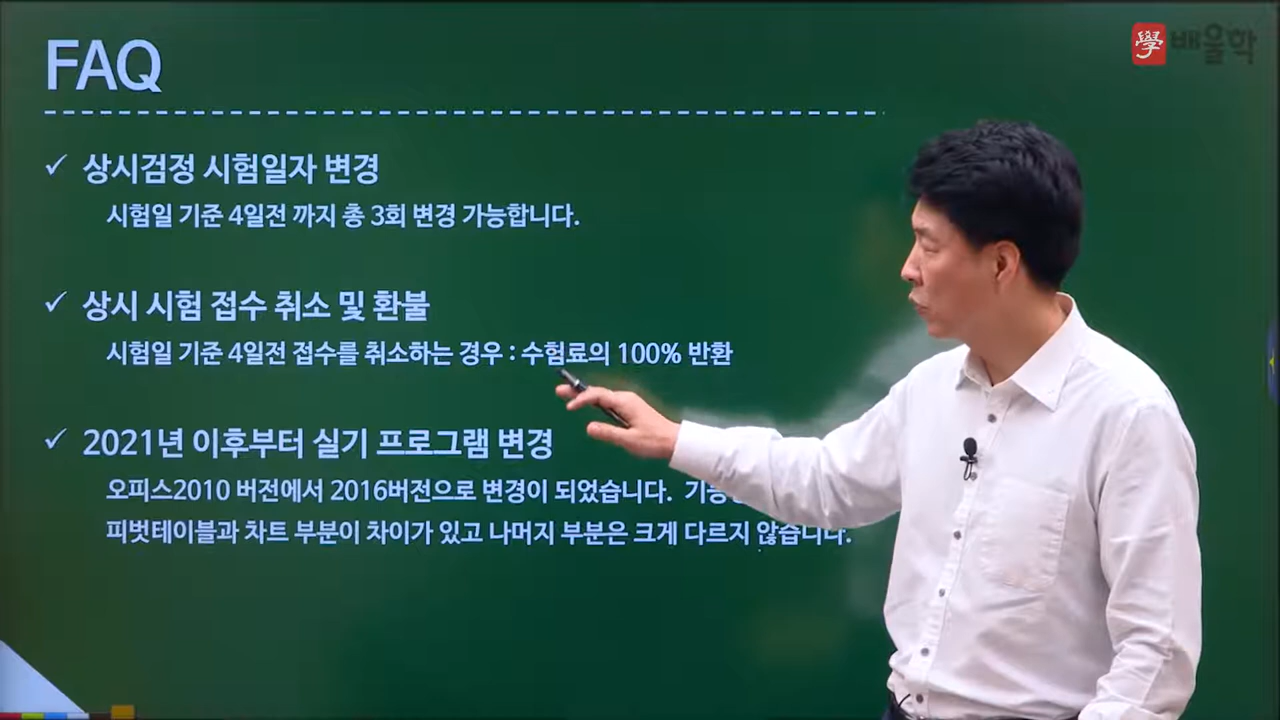 FAQ
學 배울학
✓ 상시검정 시험일자 변경
시험일 기준 4일전 까지 총 3회 변경 가능합니다.
✓ 상시 시험 접수 취소 및 환불
시험일 기준 4일전 접수를 취소하는 경우 : 수험료의 100% 반환
✓ 2021년 이후부터 실기 프로그램 변경
오피스2010 버전에서 2016버전으로 변경이 되었습니다.
피벗테이블과 차트 부분이 차이가 있고 나머지 부분은 크게 다르지 않습니다.